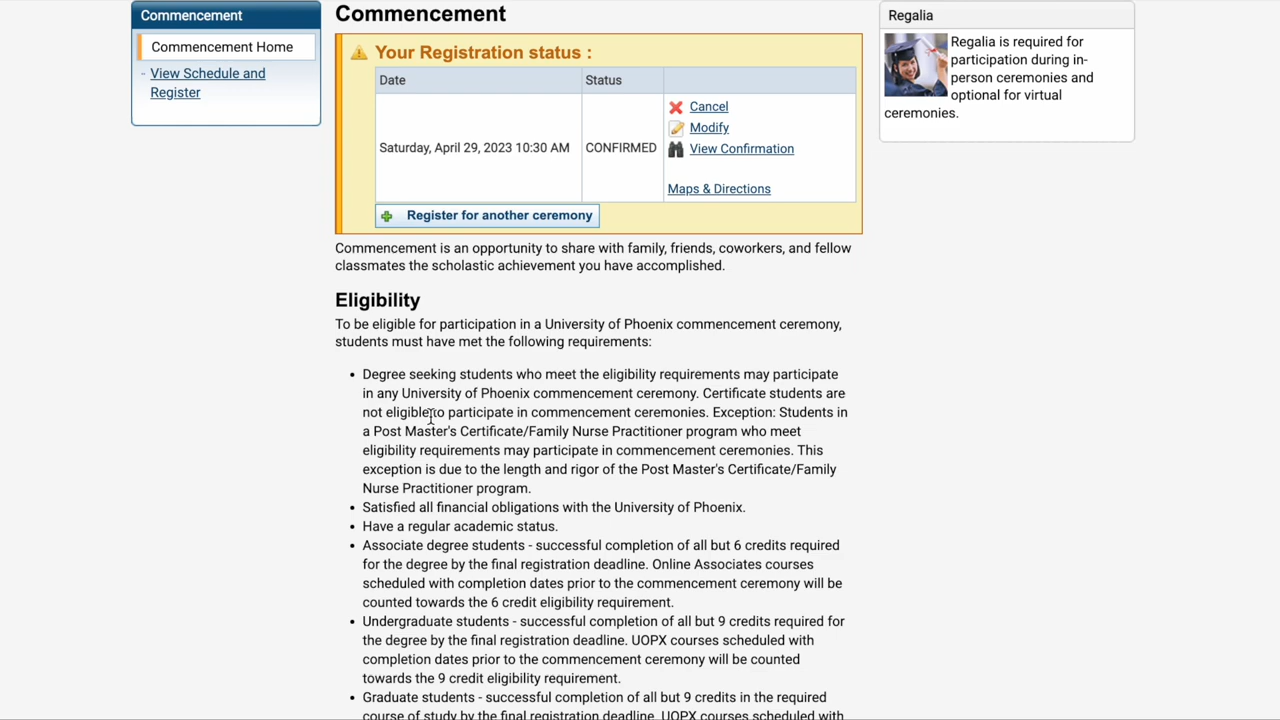 Commencement
Commencement Home
View Schedule and
Register
Commencement
Your Registration status :
Date
Status
Saturday, April 29, 2023 10:30 AM
CONFIRMED
Cancel
Modify
View Confirmation
Maps & Directions
Register for another ceremony
Commencement is an opportunity to share with family, friends, coworkers, and fellow
classmates the scholastic achievement you have accomplished.
Eligibility
To be eligible for participation in a University of Phoenix commencement ceremony,
students must have met the following requirements:
• Degree seeking students who meet the eligibility requirements may participate
in any University of Phoenix commencement ceremony. Certificate students are
not eligible to participate in commencement ceremonies. Exception: Students in
a Post Master's Certificate/Family Nurse Practitioner program who meet
eligibility requirements may participate in commencement ceremonies. This
exception is due to the length and rigor of the Post Master's Certificate/Family
Nurse Practitioner program.
• Satisfied all financial obligations with the University of Phoenix.
• Have a regular academic status.
• Associate degree students - successful completion of all but 6 credits required
for the degree by the final registration deadline. Online Associates courses
scheduled with completion dates prior to the commencement ceremony will be
counted towards the 6 credit eligibility requirement.
• Undergraduate students - successful completion of all but 9 credits required for
the degree by the final registration deadline. UOPX courses scheduled with
completion dates prior to the commencement ceremony will be counted
towards the 9 credit eligibility requirement.
• Graduate students - successful completion of all but 9 credits in the required
course of study by the final registration deadline. UOPX courses scheduled with
Regalia
Regalia is required for
participation during in-
person ceremonies and
optional for virtual
ceremonies.